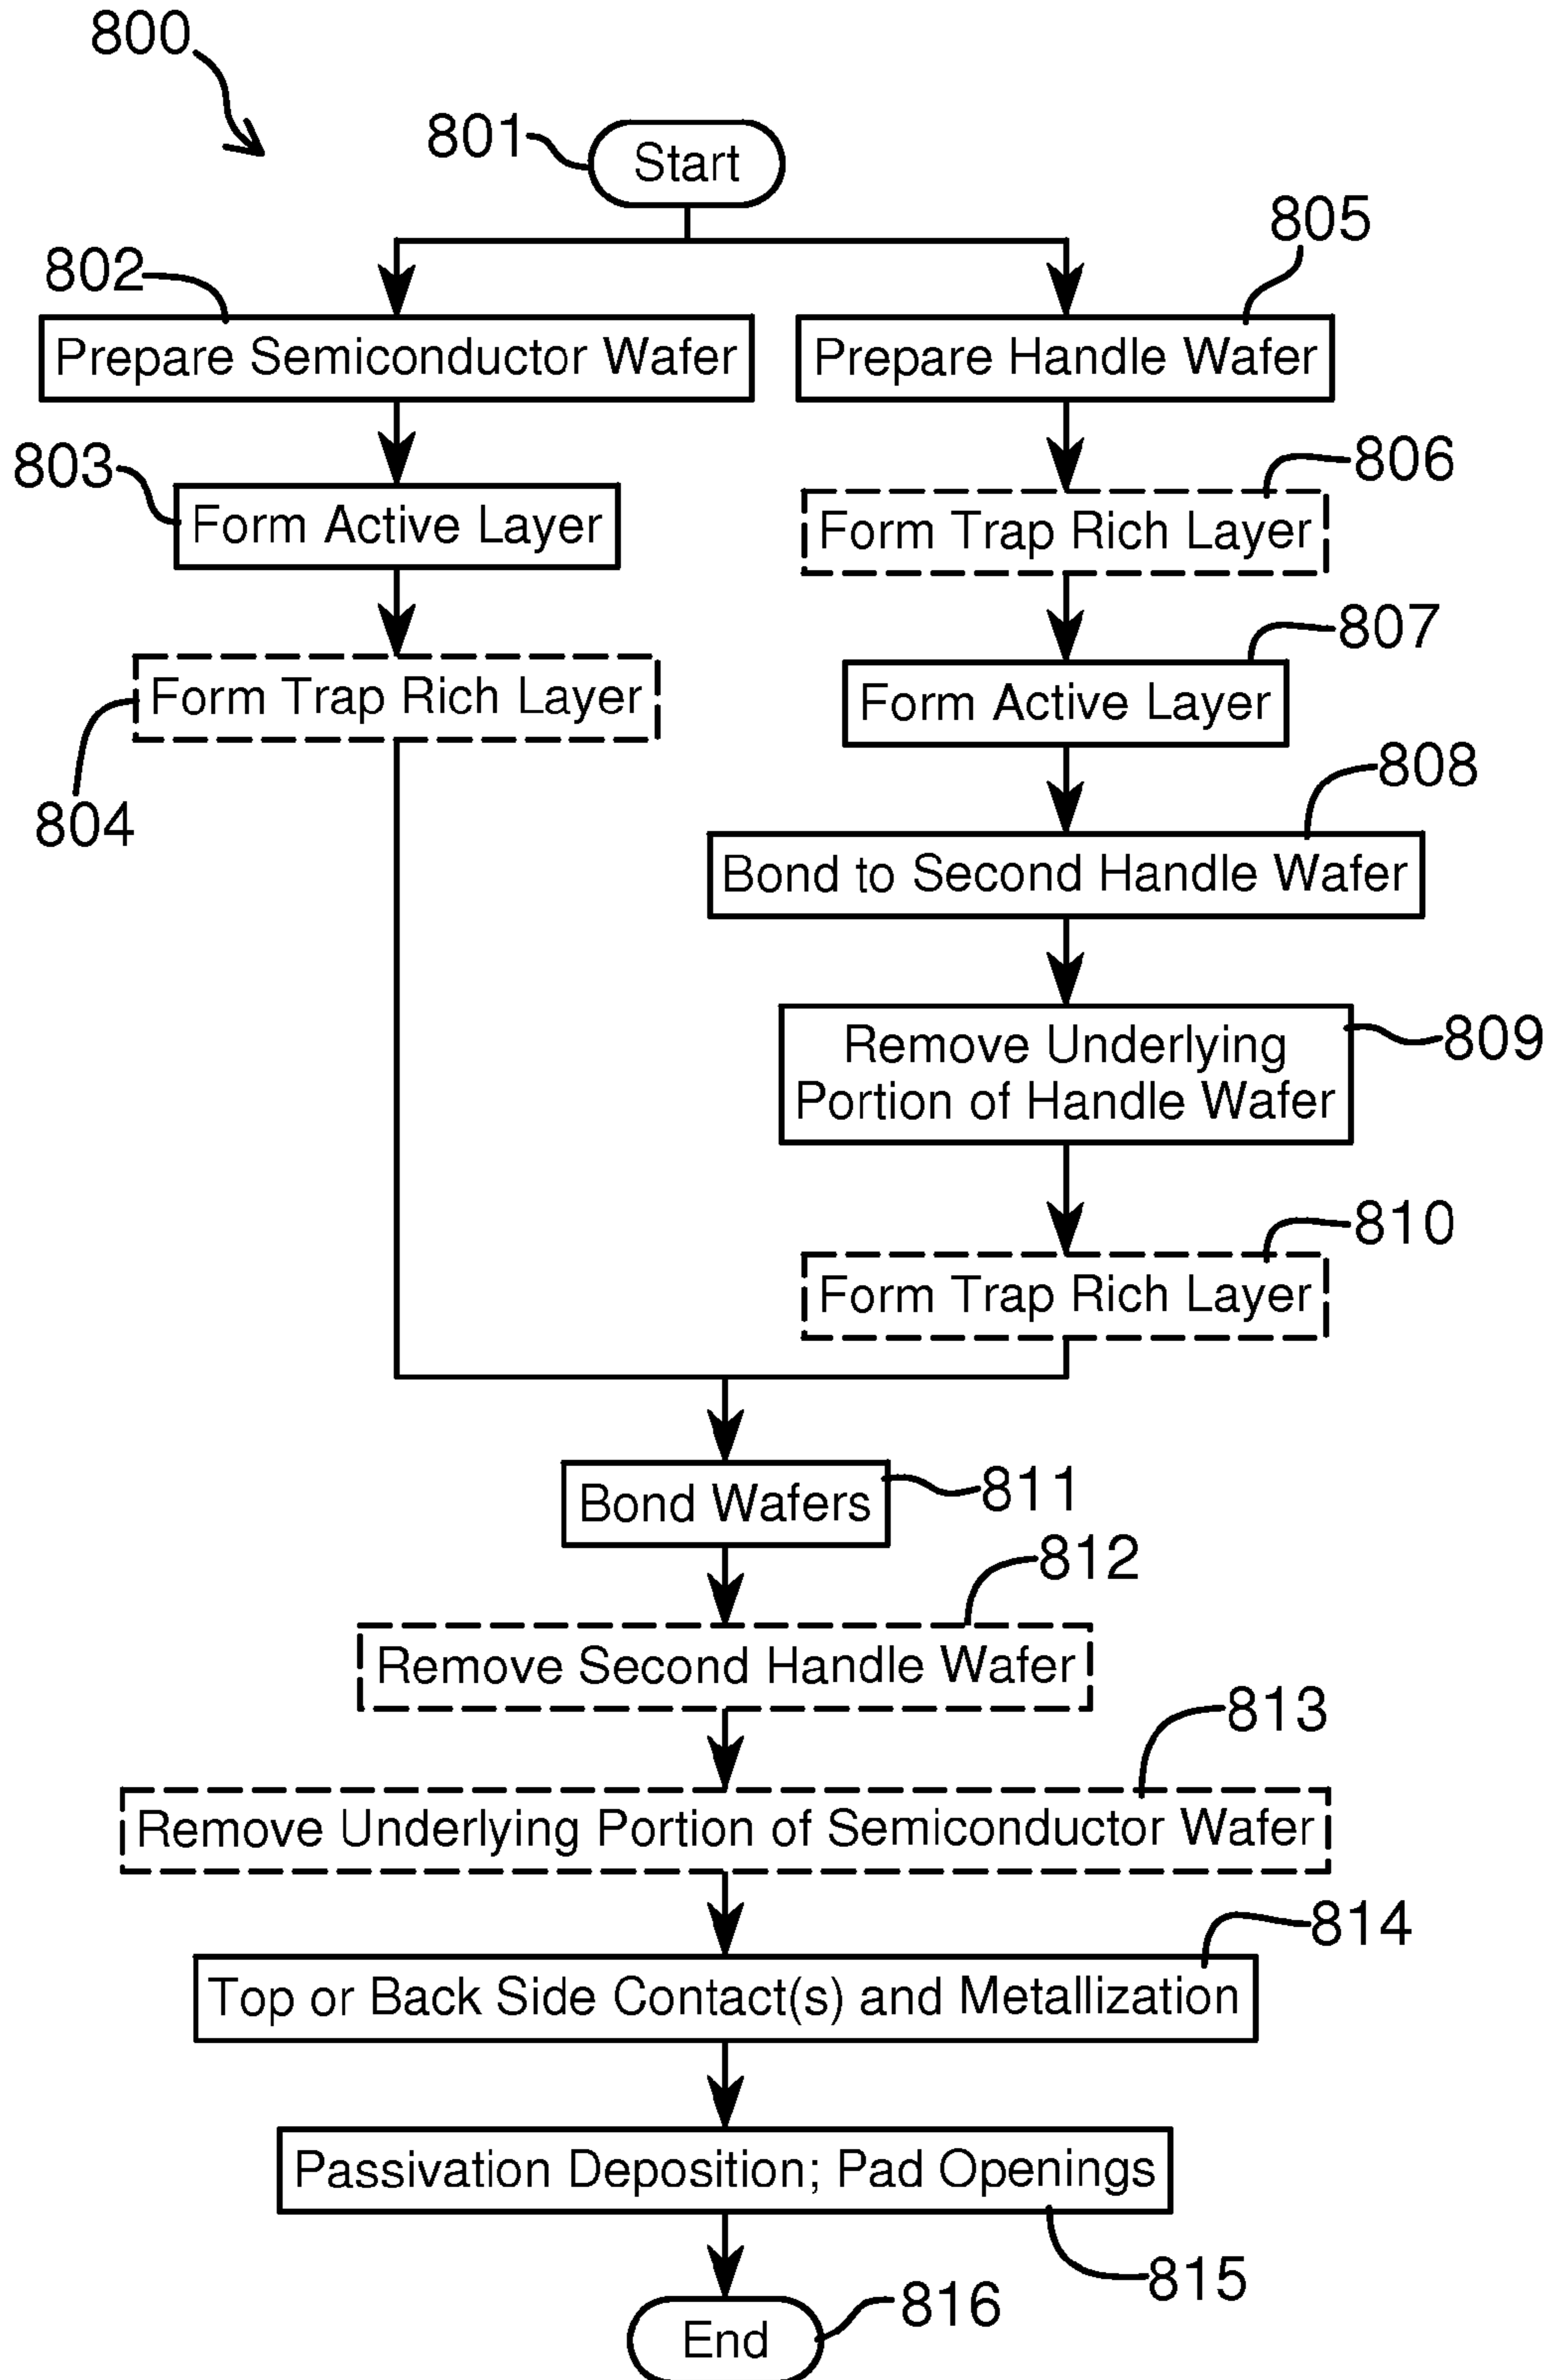 800
801
Start
805
802
Prepare Semiconductor Wafer
Prepare Handle Wafer
803
Form Active Layer
806
Form Trap Rich Layer
807
Form Trap Rich Layer
Form Active Layer
804
808
Bond to Second Handle Wafer
Remove Underlying
Portion of Handle Wafer
809
810
Form Trap Rich Layer
Bond Wafers
811
812
Remove Second Handle Wafer
813
Remove Underlying Portion of Semiconductor Wafer
814
Top or Back Side Contact(s) and Metallization
Passivation Deposition; Pad Openings
815
816
End